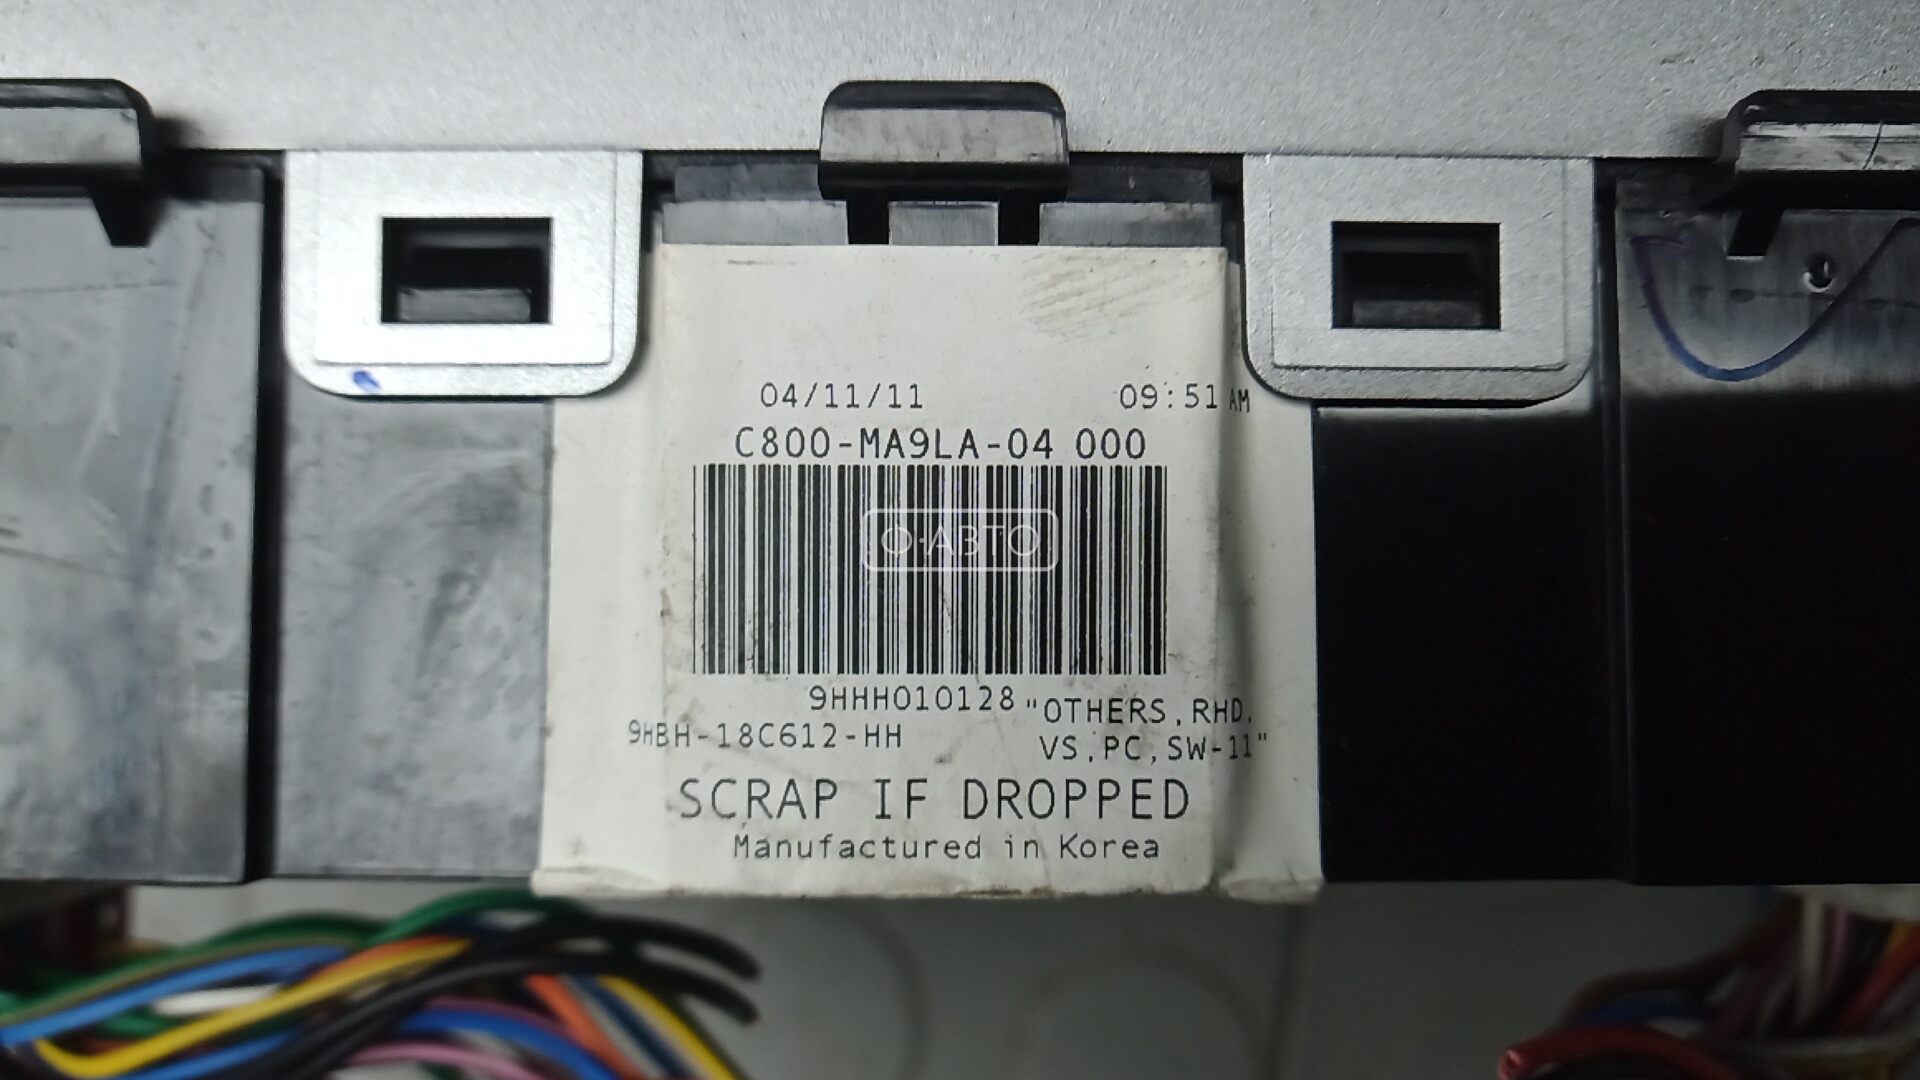 04/11/11 09:51 AM
C800-MA9LA-04 000
О·АВТО
9HHH010128 "OTHERS,RHD,
9HBH-18C612-HH VS,PC,SW-11"
SCRAP IF DROPPED
Manufactured in Korea